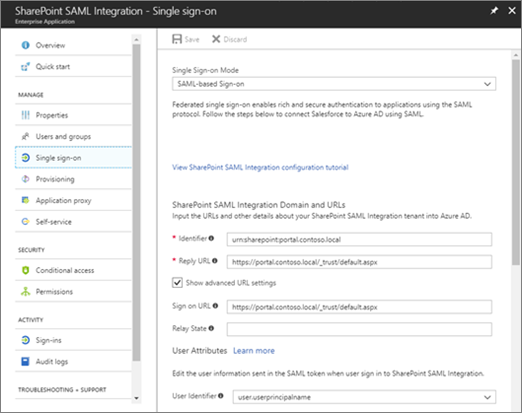 SharePoint SAML Integration - Single sign-on
Enterprise Application
Overview
Quick start
MANAGE
Properties
Users and groups
Single sign-on
Provisioning
Application proxy
Self-service
SECURITY
Conditional access
Permissions
ACTIVITY
Sign-ins
Audit logs
TROUBLESHOOTING + SUPPORT
Save Discard
Single Sign-on Mode
SAML-based Sign-on
Federated single sign-on enables rich and secure authentication to applications using the SAML
protocol. Follow the steps below to connect Salesforce to Azure AD using SAML.
View SharePoint SAML Integration configuration tutorial
SharePoint SAML Integration Domain and URLs
Input the URLs and other details about your SharePoint SAML Integration tenant into Azure AD.
* Identifier urn:sharepoint:portal.contoso.local
* Reply URL https://portal.contoso.local/_trust/default.aspx
Show advanced URL settings
Sign on URL https://portal.contoso.local/_trust/default.aspx
Relay State
User Attributes Learn more
Edit the user information sent in the SAML token when user sign in to SharePoint SAML Integration.
User Identifier user.userprincipalname